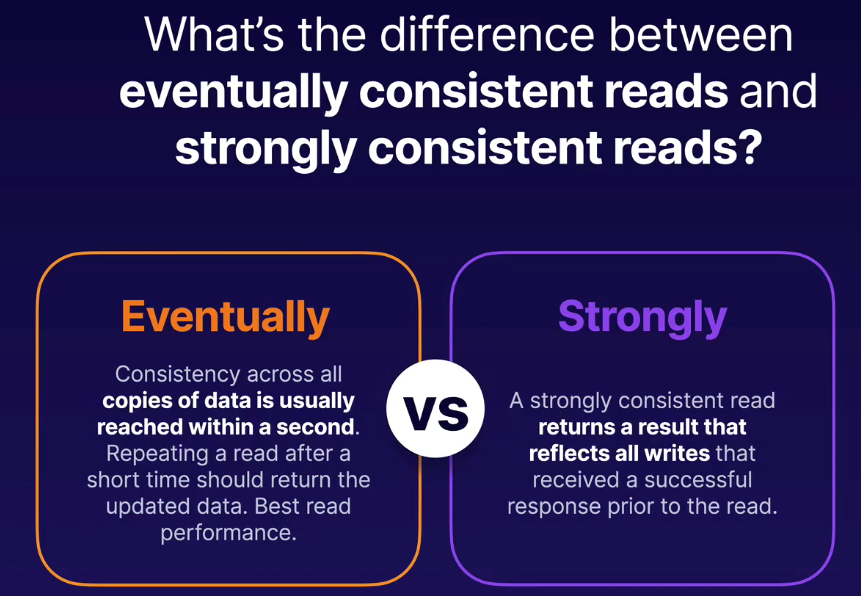 What’s the difference between
eventually consistent reads and
strongly consistent reads?
Eventually
Consistency across all
copies of data is usually
reached within a second.
Repeating a read after a
short time should return the
updated data. Best read
performance.
vs
Strongly
A strongly consistent read
returns a result that
reflects all writes that
received a successful
response prior to the read.